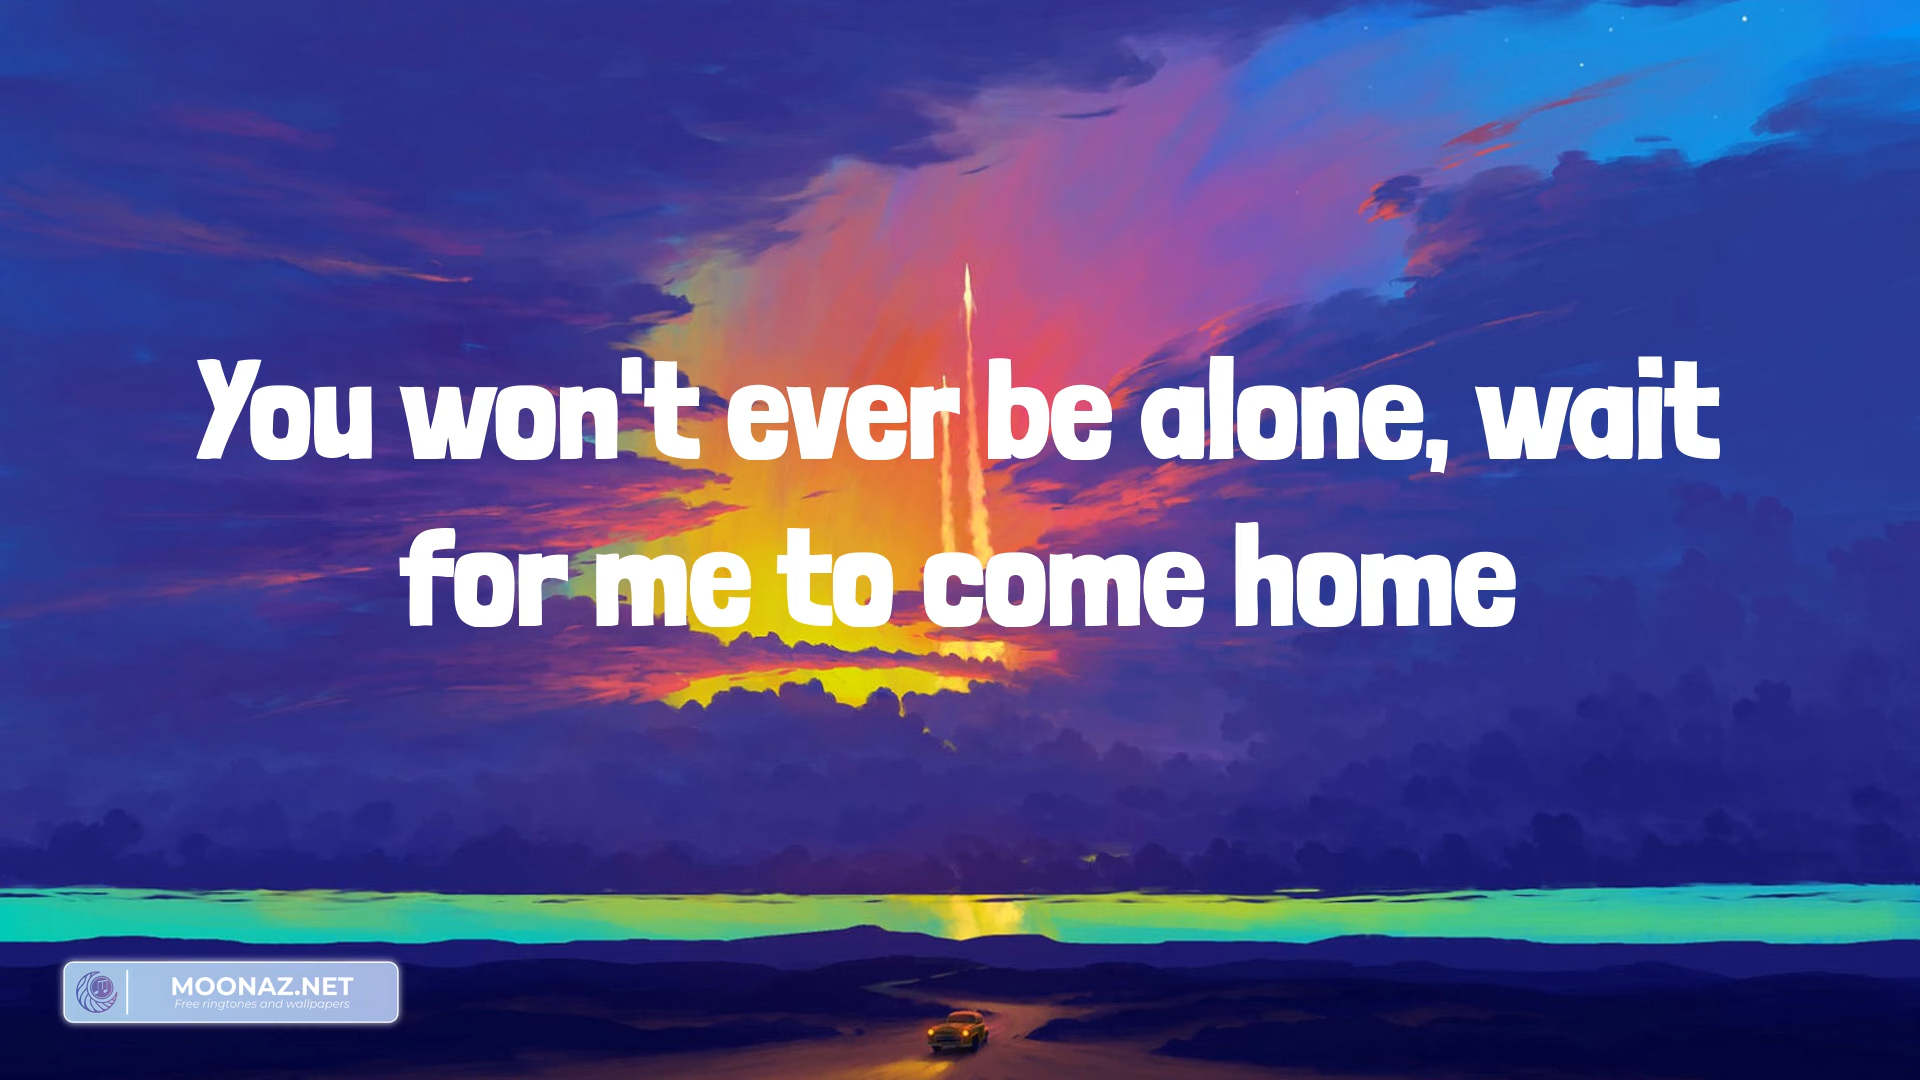 You won't ever be alone, wait
for me to come home
MOONAZ.NET
Free ringtones and wallpapers